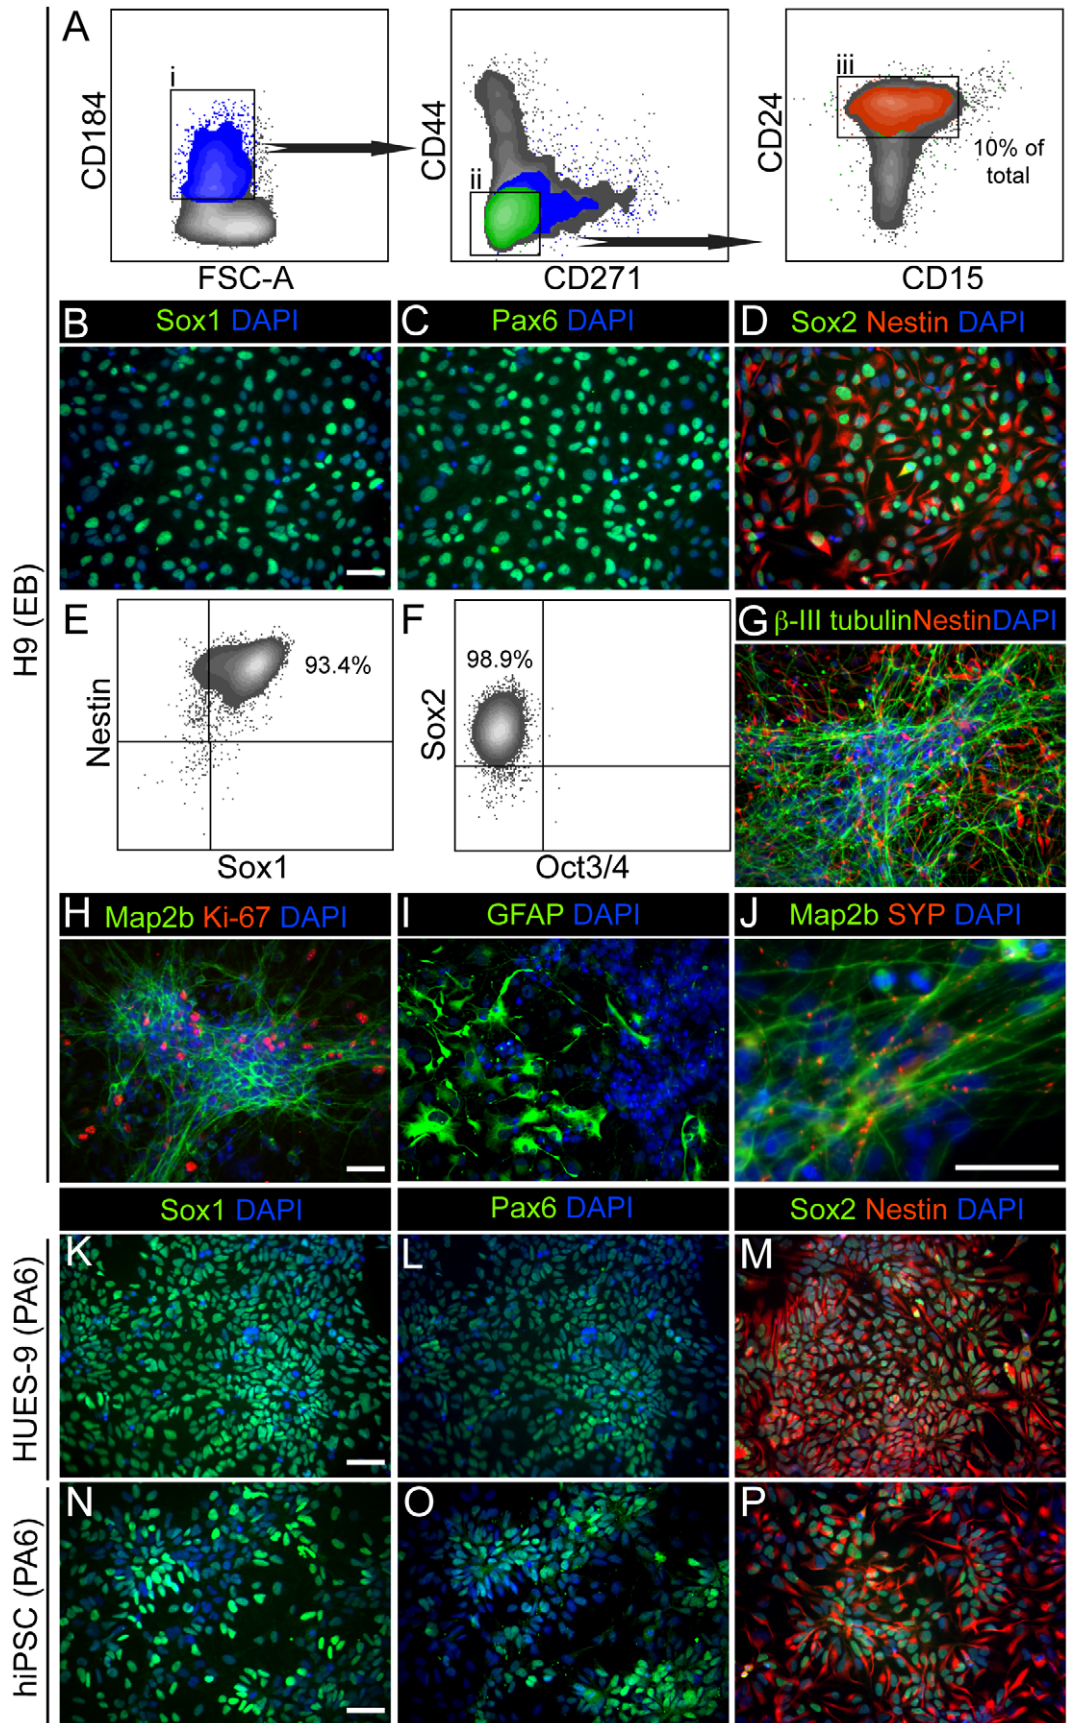 A
CD184
i
FSC-A
CD44
ii
CD271
CD24
iii
10% of
total
CD15
H9 (EB)
B
Sox1 DAPI
C
Pax6 DAPI
D
Sox2 Nestin DAPI
E
Nestin
93.4%
Sox1
F
98.9%
Sox2
Oct3/4
G
β-III tubulinNestinDAPI
H
Map2b Ki-67 DAPI
I
GFAP DAPI
J
Map2b SYP DAPI
Sox1 DAPI
Pax6 DAPI
Sox2 Nestin DAPI
HUES-9 (PA6)
K
L
M
hiPSC (PA6)
N
O
P